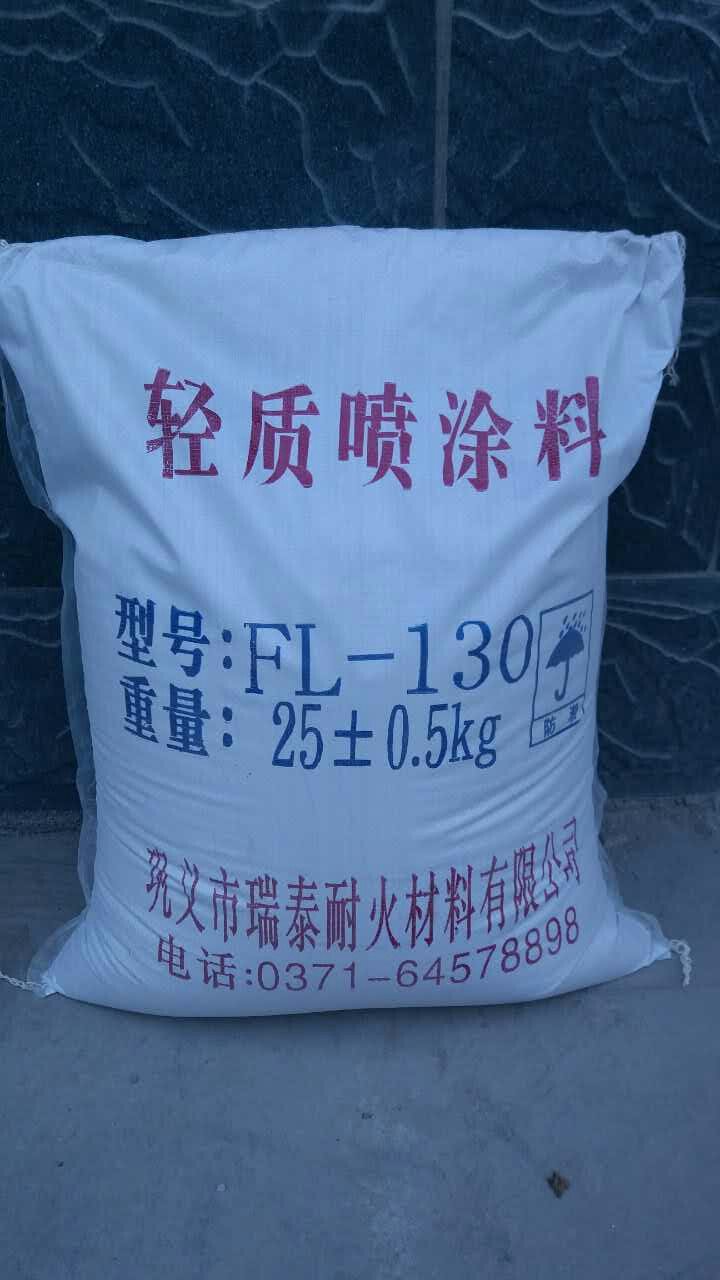 轻质喷涂料
型号:FL-130
重量:25±0.5kg
防潮
巩义市瑞泰耐火材料有限公司
电话:0371-64578898